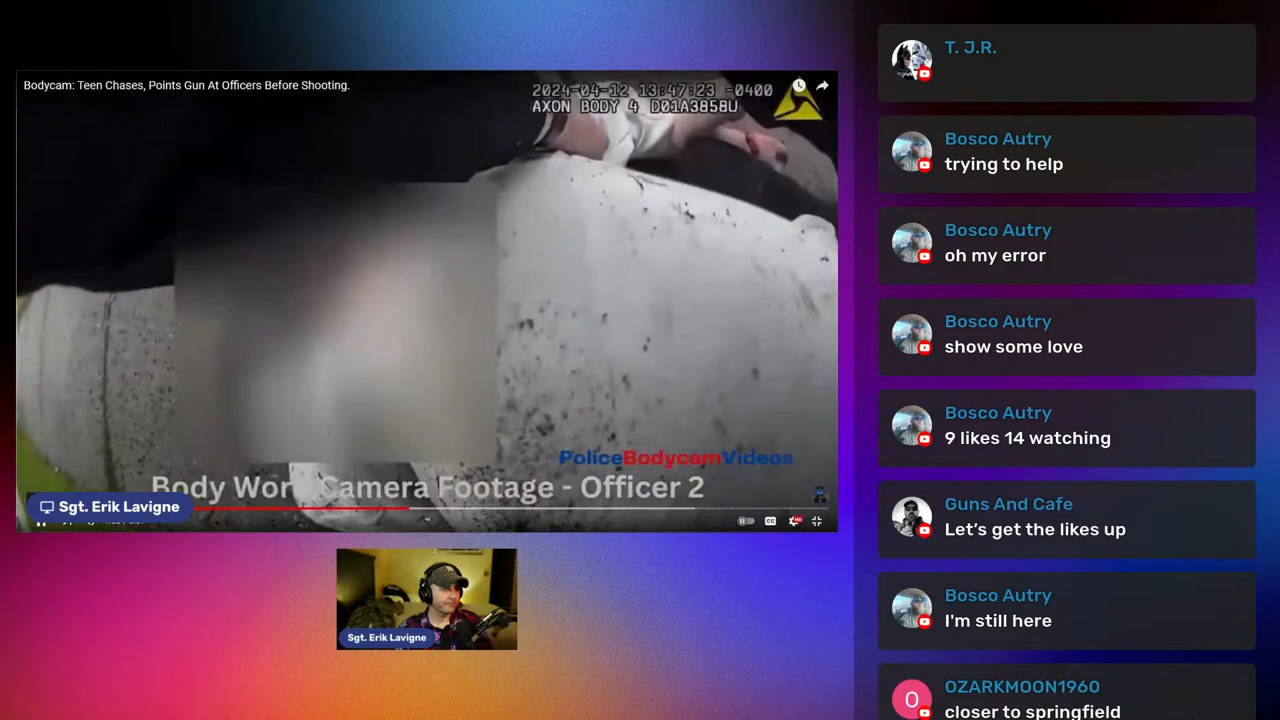 Bodycam: Teen Chases, Points Gun At Officers Before Shooting.
2024-04-12 13:47:23 -0400
AXON BODY 4 D01A3858U
PoliceBodycamVideos
Body Worn Camera Footage - Officer 2
Sgt. Erik Lavigne
CC
HD
Sgt. Erik Lavigne
T. J.R.
Bosco Autry
trying to help
Bosco Autry
oh my error
Bosco Autry
show some love
Bosco Autry
9 likes 14 watching
Guns And Cafe
Let’s get the likes up
Bosco Autry
I'm still here
O
OZARKMOON1960
closer to springfield